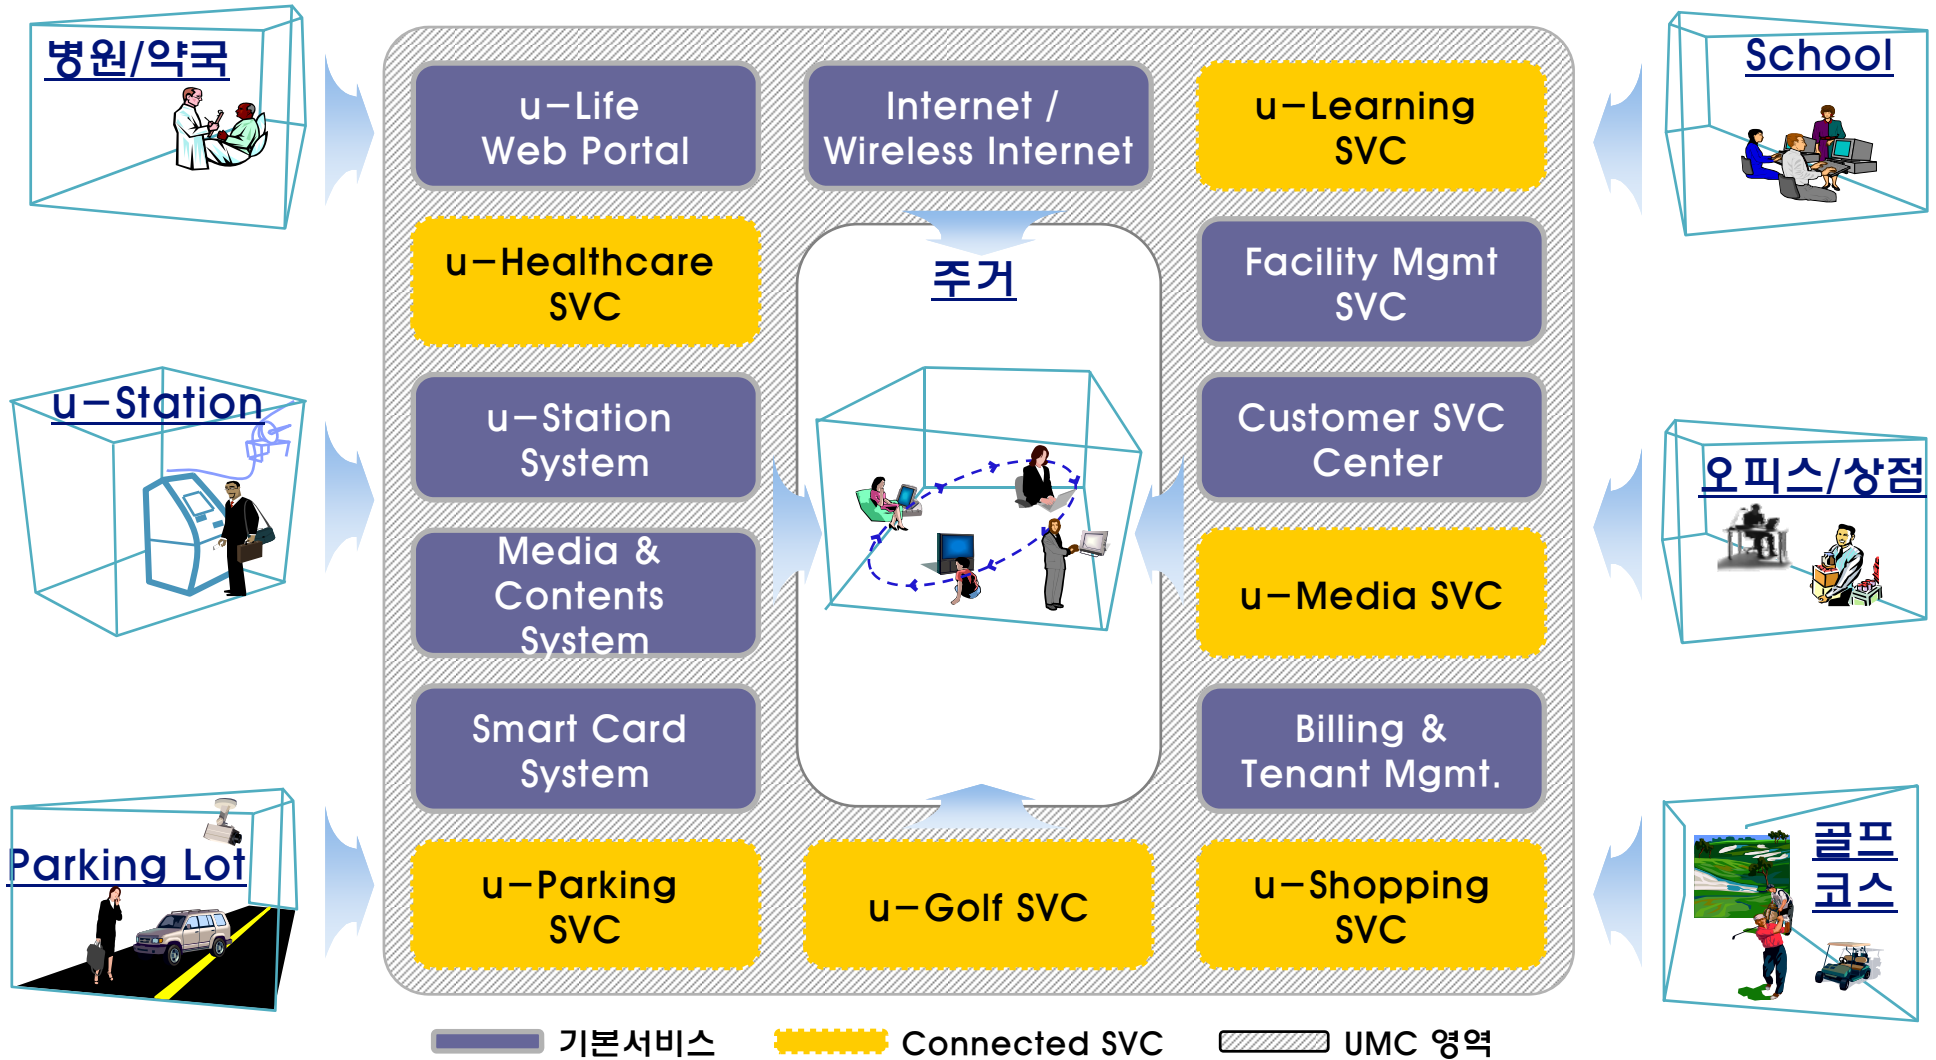 병원/약국
School
u-Life
Web Portal
Internet /
Wireless Internet
u-Learning
SVC
u-Healthcare
SVC
주거
Facility Mgmt
SVC
u-Station
u-Station
System
Customer SVC
Center
오피스/상점
Media &
Contents
System
u-Media SVC
Smart Card
System
Billing &
Tenant Mgmt.
Parking Lot
u-Parking
SVC
u-Golf SVC
u-Shopping
SVC
골프
코스
기본서비스
Connected SVC
UMC 영역